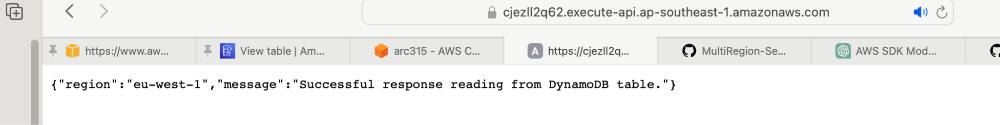 cjezll2q62.execute-api.ap-southeast-1.amazonaws.com
https://www.aw... View table | Am... arc315 - AWS C... A https://cjezll2q... MultiRegion-Se... AWS SDK Mod...
{"region":"eu-west-1","message":"Successful response reading from DynamoDB table."}